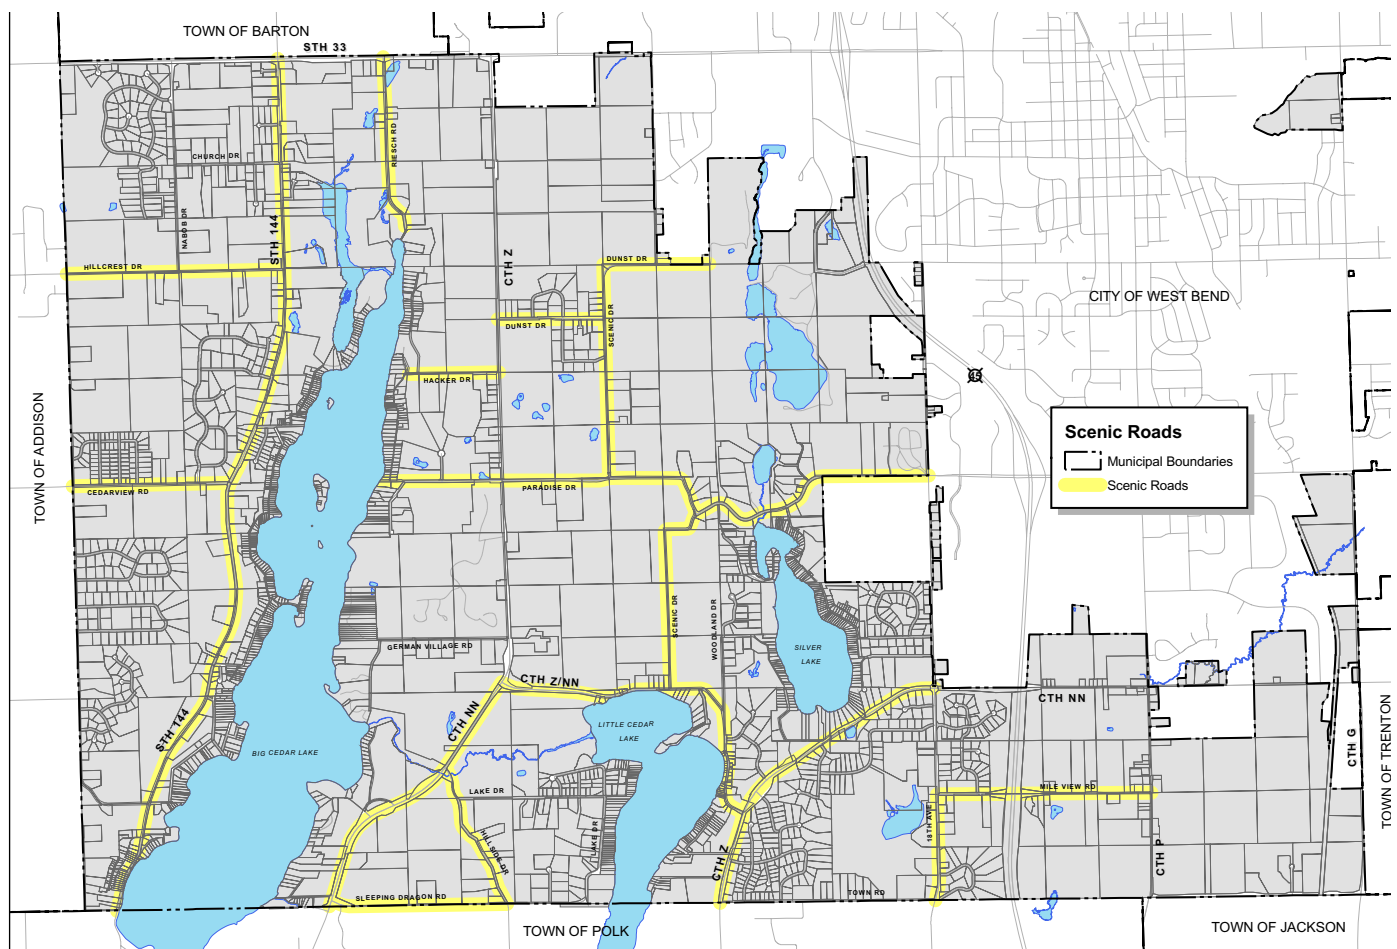 TOWN OF BARTON
STH 33
RIESCH RD
CHURCH DR
NABOB DR
STH 144
CTH Z
HILLCREST DR
DUNST DR
CITY OF WEST BEND
DUNST DR
SCENIC DR
HACKER DR
45
TOWN OF ADDISON
Scenic Roads
Municipal Boundaries
Scenic Roads
CEDARVIEW RD
PARADISE DR
SCENIC DR
WOODLAND DR
GERMAN VILLAGE RD
SILVER
LAKE
CTH Z/NN
CTH NN
CTH NN
STH 144
LITTLE CEDAR
LAKE
BIG CEDAR LAKE
CTH G
TOWN OF TRENTON
LAKE DR
MILE VIEW RD
HILLSIDE DR
LAKE DR
18TH AVE
CTH Z
CTH P
SLEEPING DRAGON RD
TOWN RD
TOWN OF POLK
TOWN OF JACKSON